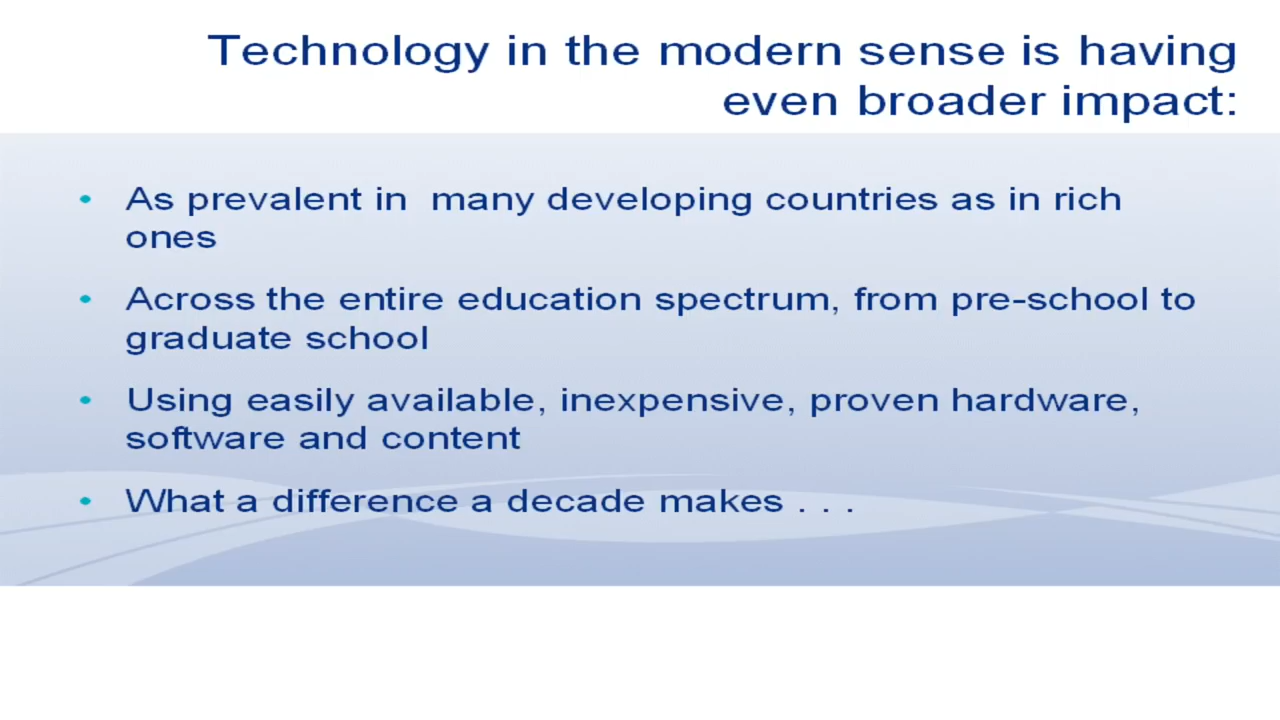 Technology in the modern sense is having
even broader impact:
• As prevalent in  many developing countries as in rich
ones
• Across the entire education spectrum, from pre-school to
graduate school
• Using easily available, inexpensive, proven hardware,
software and content
• What a difference a decade makes . . .